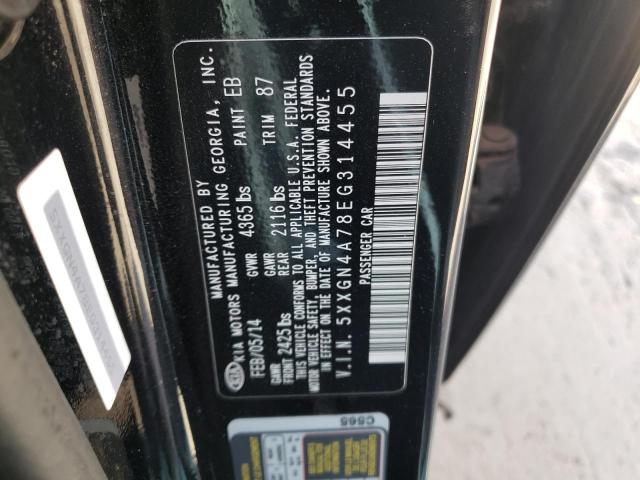 MANUFACTURED BY
KIA KIA MOTORS MANUFACTURING GEORGIA, INC.
FEB/05/14 GVWR 4365 lbs PAINT EB
GAWR FRONT 2425 lbs GAWR REAR 2116 lbs TRIM 87
THIS VEHICLE CONFORMS TO ALL APPLICABLE U.S.A. FEDERAL
MOTOR VEHICLE SAFETY, BUMPER, AND THEFT PREVENTION STANDARDS
IN EFFECT ON THE DATE OF MANUFACTURE SHOWN ABOVE.
V.I.N. 5XXGN4A78EG314455
PASSENGER CAR
C565